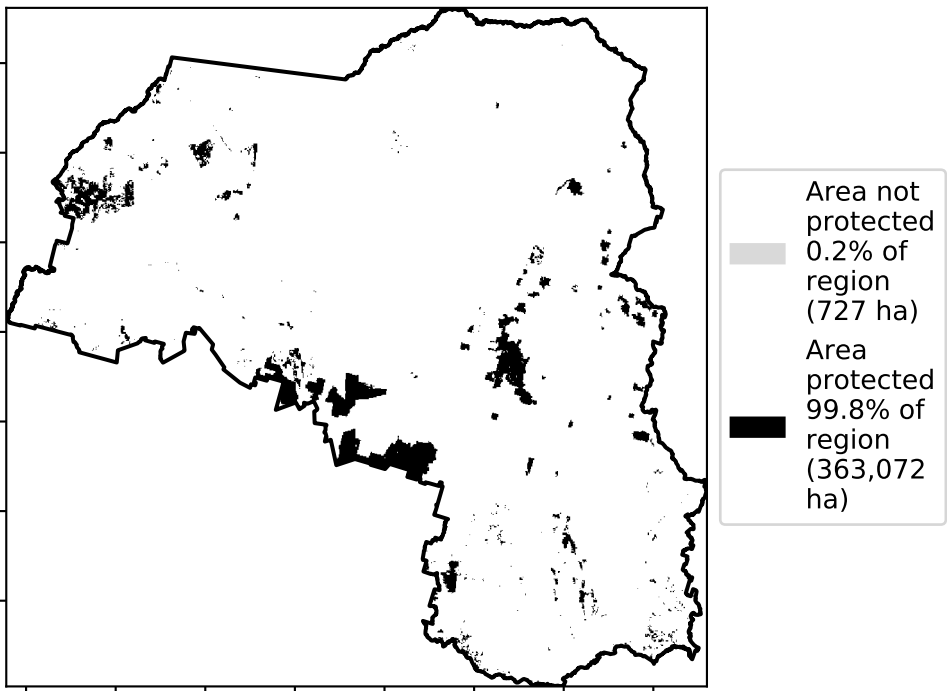 Area not
protected
0.2% of
region
(727 ha)
Area
protected
99.8% of
region
(363,072
ha)